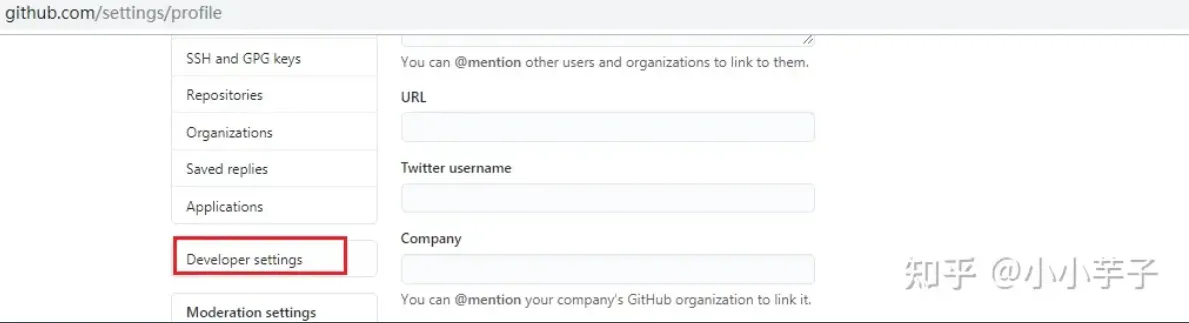 github.com/settings/profile
SSH and GPG keys
Repositories
Organizations
Saved replies
Applications
Developer settings
Moderation settings
You can @mention other users and organizations to link to them.
URL
Twitter username
Company
You can @mention your company's GitHub organization to link it.
知乎 @小小芋子